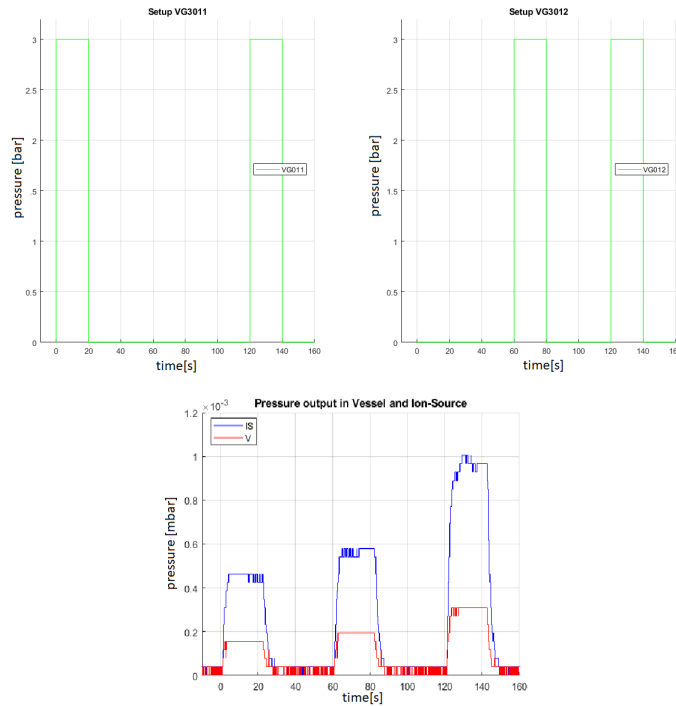 Setup VG3011
3
2.5
2
1.5
1
0.5
0
pressure [bar]
VG011
0 20 40 60 80 100 120 140 160
time[s]
Setup VG3012
3
2.5
2
.5
1
0.5
0
pressure [bar]
VG012
0 20 40 60 80 100 120 140 160
time[s]
Pressure output in Vessel and Ion-Source
× 10⁻³
1.2
1
0.8
0.6
0.4
0.2
0
pressure [mbar]
IS
V
0 20 40 60 80 100 120 140 160
time[s]